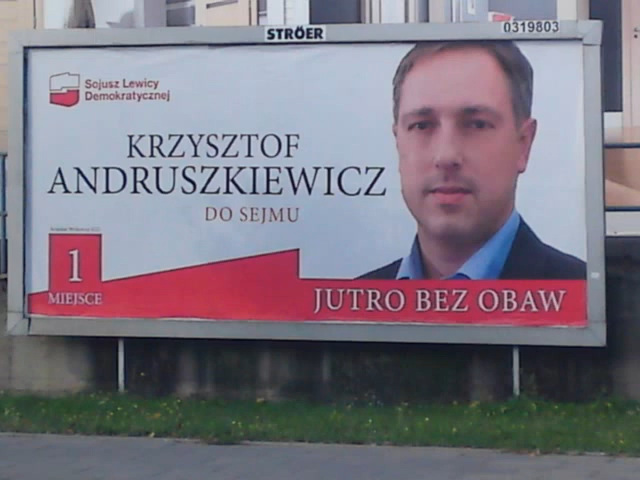 STRÖER
0319803
Sojusz Lewicy
Demokratycznej
KRZYSZTOF
ANDRUSZKIEWICZ
DO SEJMU
1
MIEJSCE
JUTRO BEZ OBAW